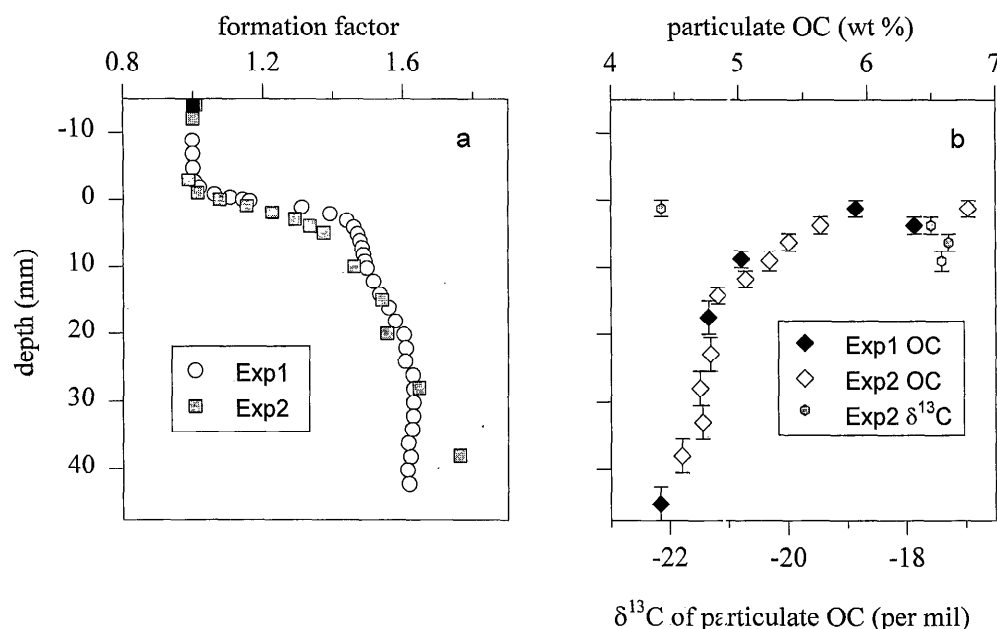 formation factor
0.8 1.2 1.6
particulate OC (wt %)
4 5 6 7
depth (mm)
-10
0
10
20
30
40
a
Exp1
Exp2
b
Exp1 OC
Exp2 OC
Exp2 δ¹³C
-22 -20 -18
δ¹³C of particulate OC (per mil)